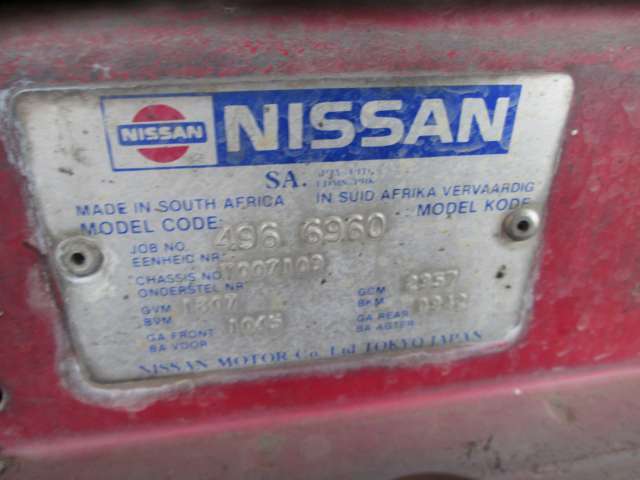 NISSAN NISSAN
SA.
MADE IN SOUTH AFRICA IN SUID AFRIKA VERVAARDIG
MODEL CODE 496 6960 MODEL KODE
JOB NO.
EENHEID NR.
CHASSIS NO.
ONDERSTEL NR
GVM GCM 2957
BVM BKM
GA FRONT 1045 GA REAR
BA VOOR BA AGTER
NISSAN MOTOR Co. Ltd TOKYO JAPAN